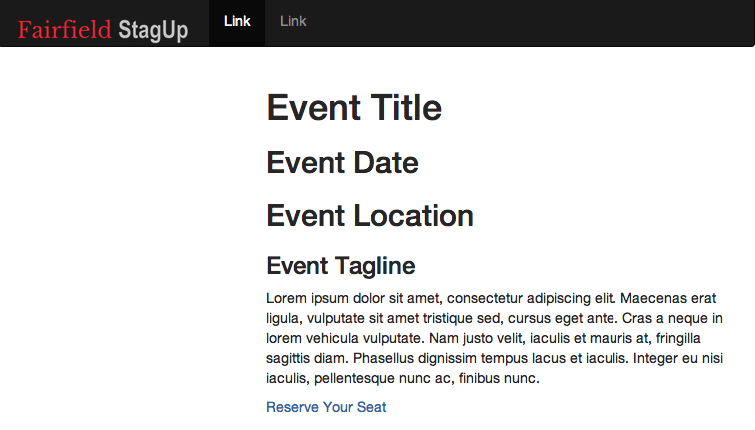 Fairfield StagUp Link Link
Event Title
Event Date
Event Location
Event Tagline
Lorem ipsum dolor sit amet, consectetur adipiscing elit. Maecenas erat
ligula, vulputate sit amet tristique sed, cursus eget ante. Cras a neque in
lorem vehicula vulputate. Nam justo velit, iaculis et mauris at, fringilla
sagittis diam. Phasellus dignissim tempus lacus et iaculis. Integer eu nisi
iaculis, pellentesque nunc ac, finibus nunc.
Reserve Your Seat